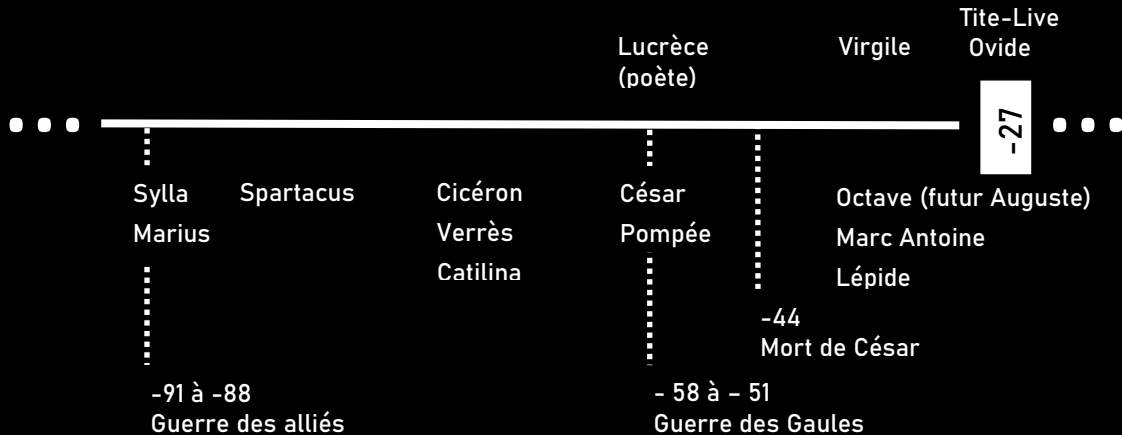 Tite-Live
Ovide
Lucrèce
(poète)
Virgile
-27
Sylla
Marius
Spartacus
Cicéron
Verrès
Catilina
César
Pompée
Octave (futur Auguste)
Marc Antoine
Lépide
-44
Mort de César
-91 à -88
Guerre des alliés
- 58 à – 51
Guerre des Gaules